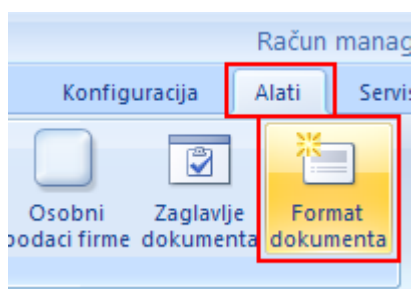 Račun manag
Konfiguracija Alati Servis
Osobni Zaglavlje Format
podaci firme dokumenta dokumenta